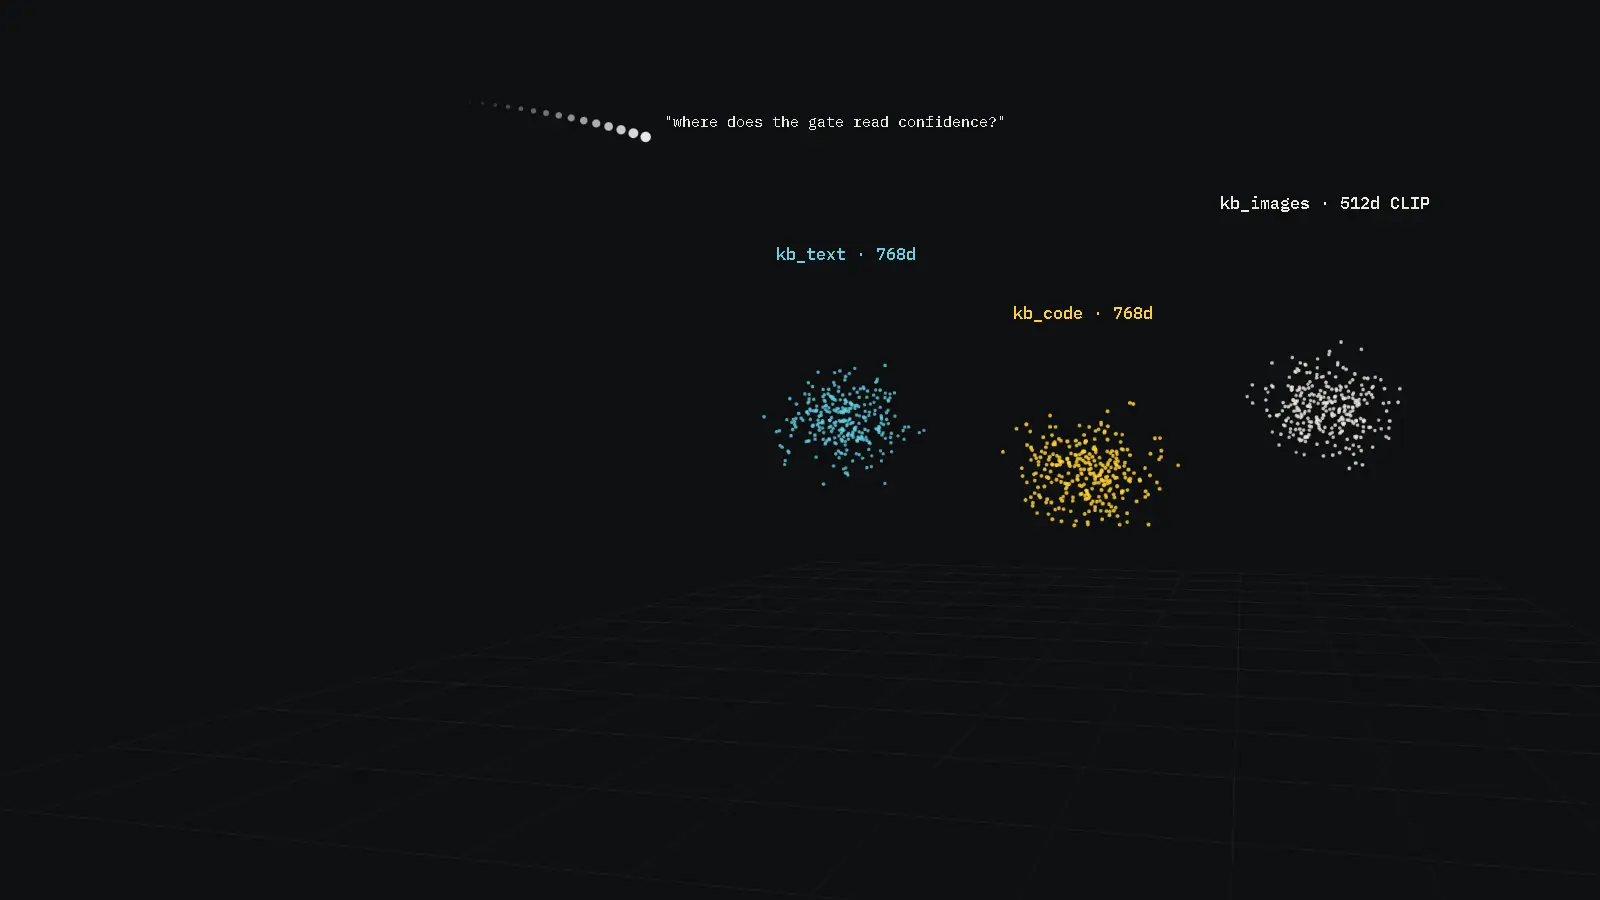 "where does the gate read confidence?"
kb_images · 512d CLIP
kb_text · 768d
kb_code · 768d